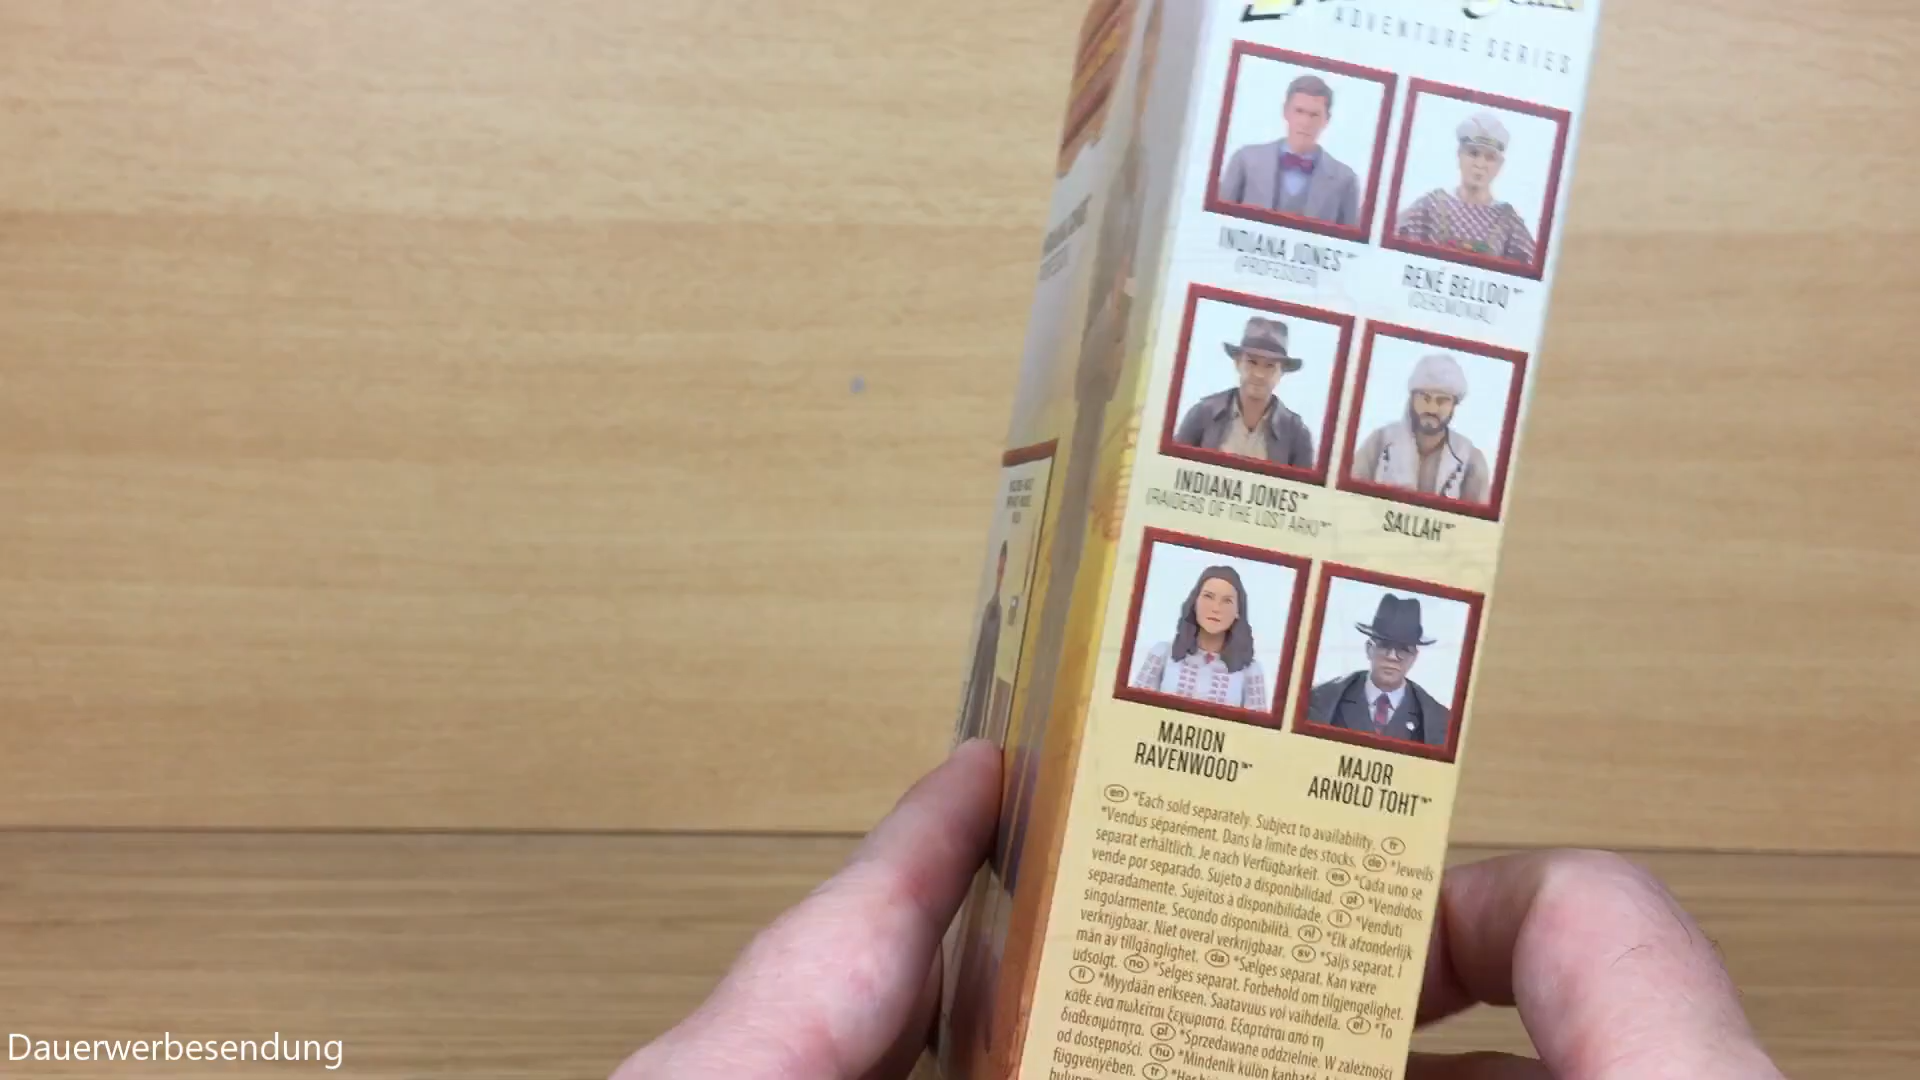 ADVENTURE SERIES
INDIANA JONES™
(PROFESSOR)
RENÉ BELLOQ™
(CEREMONIAL)
INDIANA JONES™
(RAIDERS OF THE LOST ARK)™
SALLAH™
MARION
RAVENWOOD™
MAJOR
ARNOLD TOHT™
en *Each sold separately. Subject to availability. fr
*Vendus séparément. Dans la limite des stocks. de *Jeweils
separat erhältlich. Je nach Verfügbarkeit. es *Cada uno se
vende por separado. Sujeto a disponibilidad. pt *Vendidos
separadamente. Sujeitos à disponibilidade. it *Venduti
singolarmente. Secondo disponibilità. nl *Elk afzonderlijk
verkrijgbaar. Niet overal verkrijgbaar. sv *Säljs separat. I
mån av tillgänglighet. da *Sælges separat. Kan være
udsolgt. no *Selges separat. Forbehold om tilgjengelighet.
fi *Myydään erikseen. Saatavuus voi vaihdella. el *Το
κάθε ένα πωλείται ξεχωριστά. Εξαρτάται από τη
διαθεσιμότητα. pl *Sprzedawane oddzielnie. W zależności
od dostępności. hu *Mindenik külön kapható. A
függvényében. tr *Her
Dauerwerbesendung